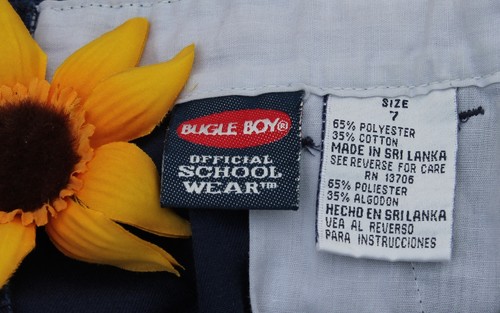 BUGLE BOY®
OFFICIAL
SCHOOL
WEAR™
SIZE
7
65% POLYESTER
35% COTTON
MADE IN SRI LANKA
SEE REVERSE FOR CARE
RN 13706
65% POLIESTER
35% ALGODON
HECHO EN SRI LANKA
VEA AL REVERSO
PARA INSTRUCCIONES